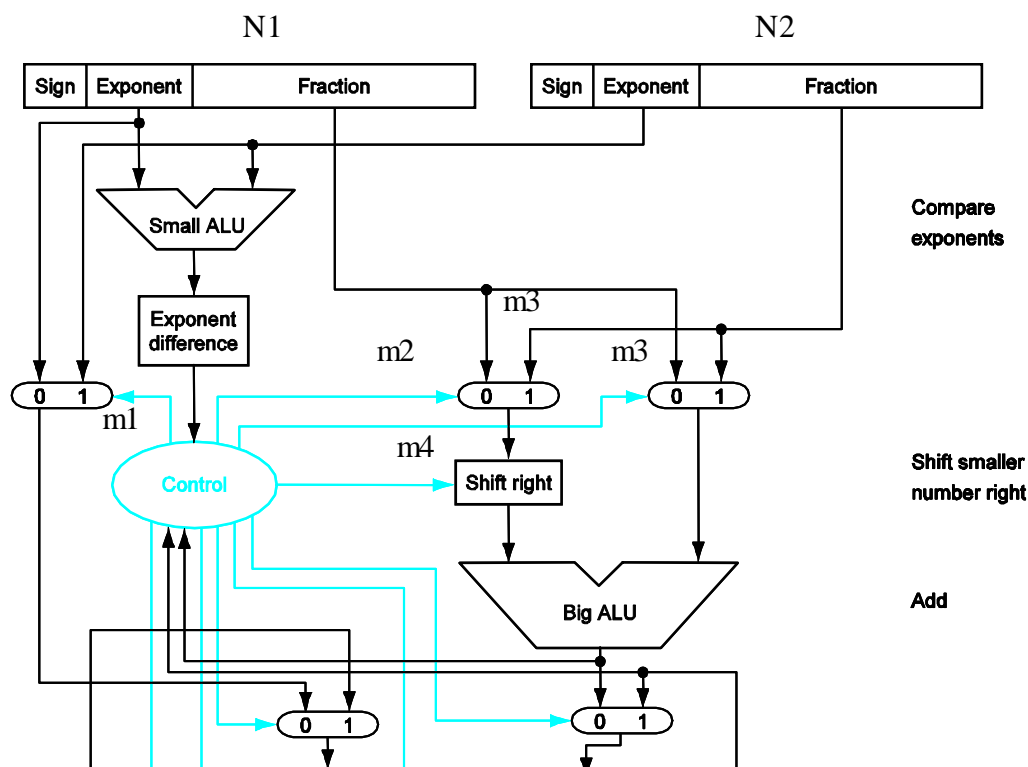 N1
N2
Sign Exponent Fraction
Sign Exponent Fraction
Small ALU
Compare
exponents
Exponent
difference
m3
m2
m3
0 1
0 1
0 1
m1
m4
Control
Shift right
Shift smaller
number right
Big ALU
Add
0 1
0 1